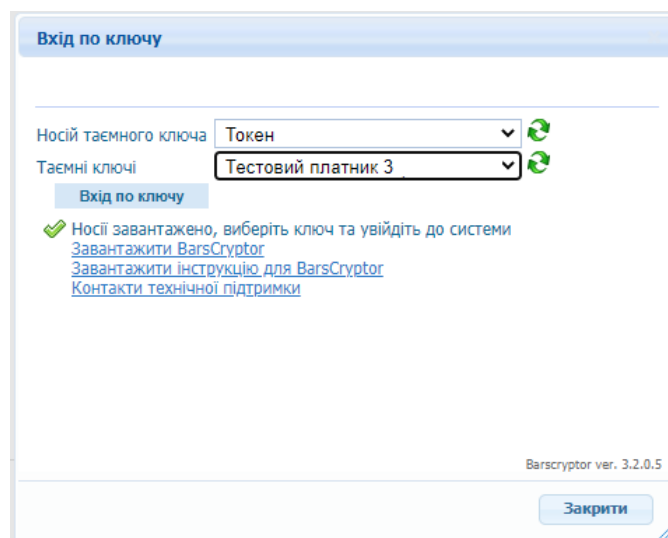 Вхід по ключу
Носій таємного ключа Токен
Таємні ключі Тестовий платник 3
Вхід по ключу
Носії завантажено, виберіть ключ та увійдіть до системи
Завантажити BarsCryptor
Завантажити інструкцію для BarsCryptor
Контакти технічної підтримки
Barscryptor ver. 3.2.0.5
Закрити